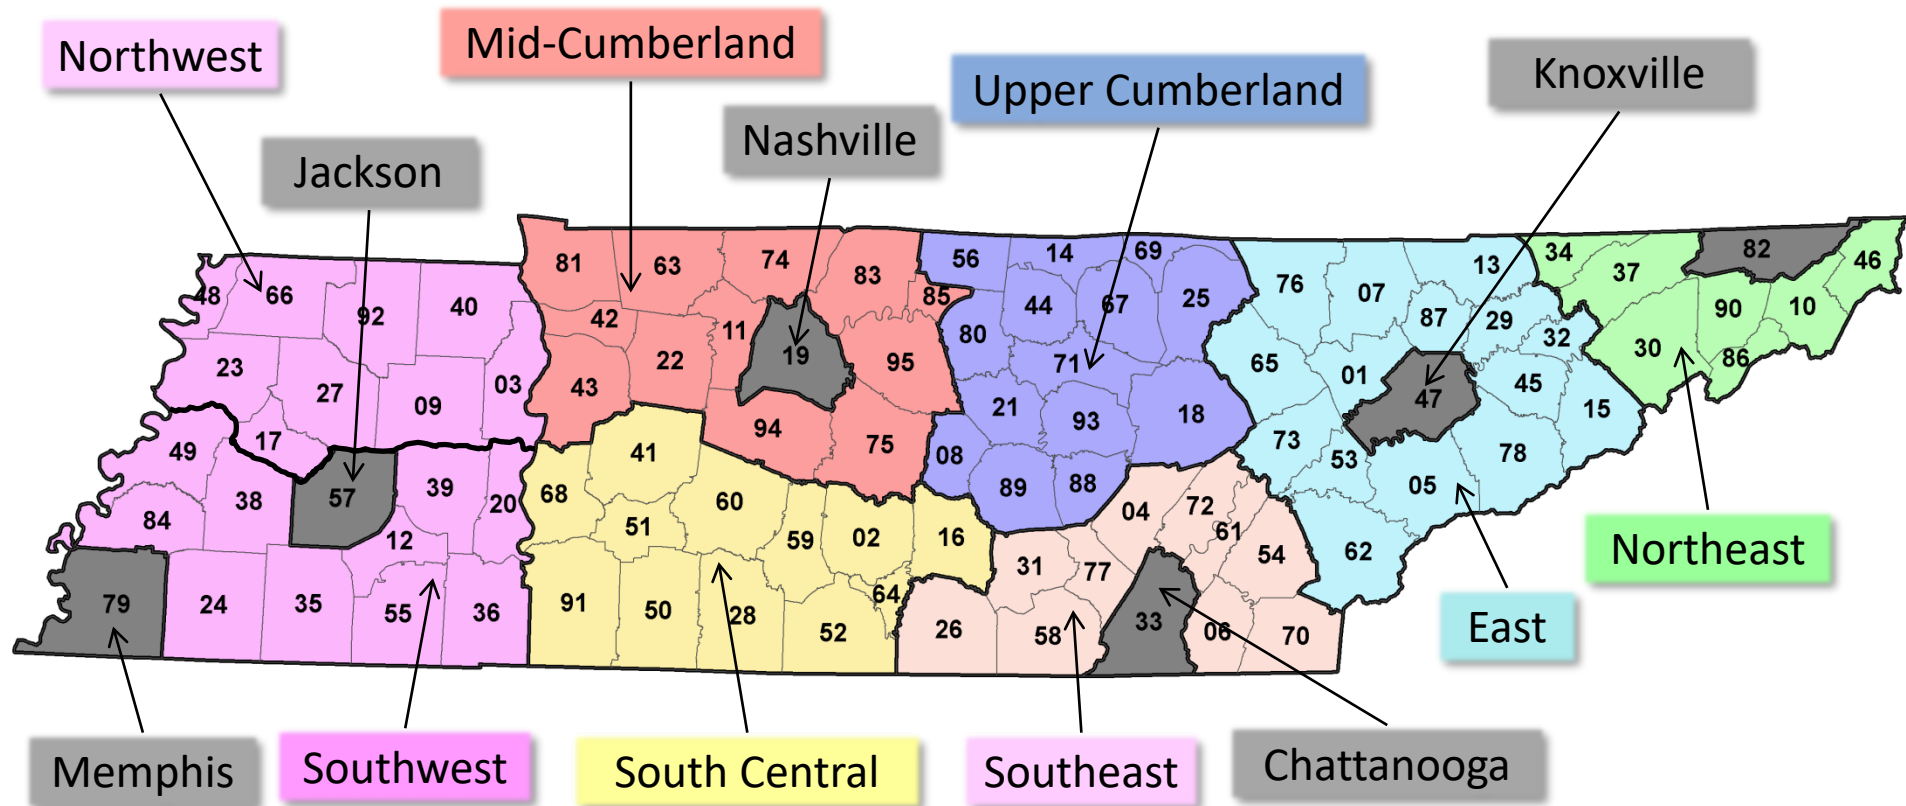 Northwest
Mid-Cumberland
Upper Cumberland
Knoxville
Jackson
Nashville
81 63 74 83 85
56 14 69
76 07 13
34 37 82 46
48 66 92 40
42 11 19 95
44 67 25
87 29 32
90 10
23 27 09 03
43 22
80 71
65 01 47 45 15
30 86
49 17
94 75
21 93 18
73 53 05 78
38 57 39 20
68 41 60
08 89 88
04 72 61 54
62
84 12
51 59 02 16
31 77
79 24 35 55 36
91 50 28 52 64
26 58 33 06 70
Northeast
East
Memphis
Southwest
South Central
Southeast
Chattanooga